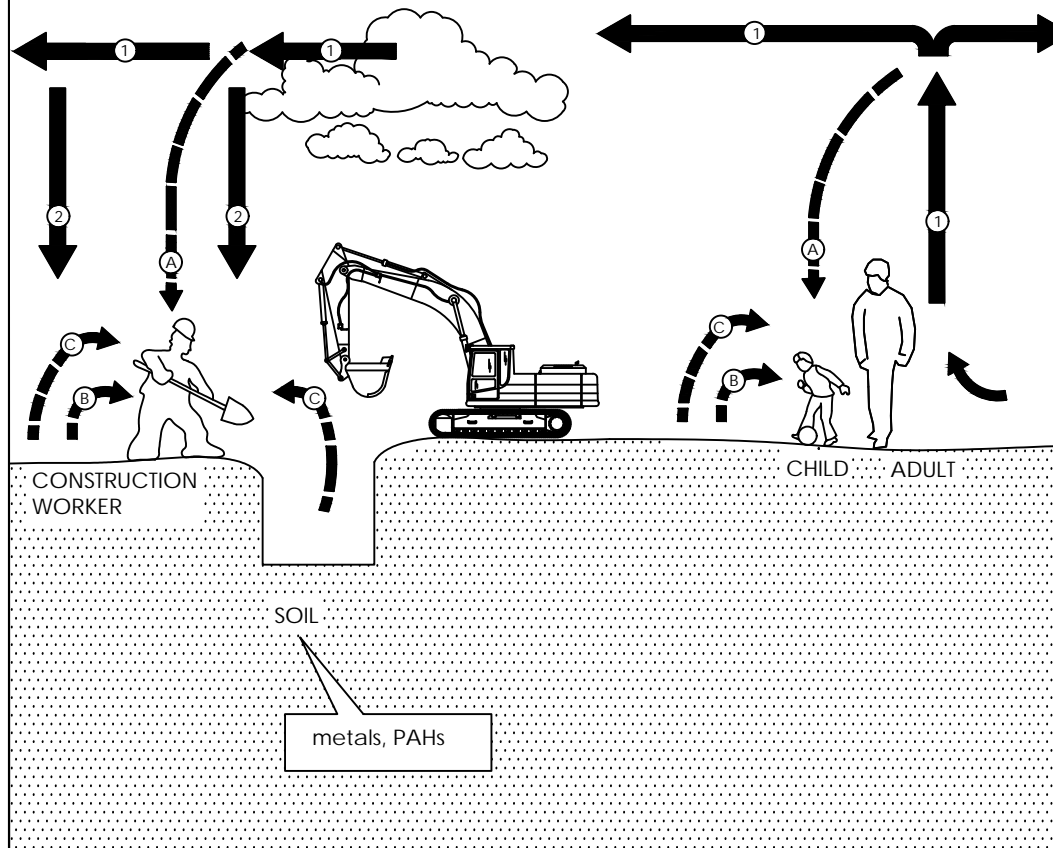 1
1
1
2
2
A
A
1
C
B
C
C
B
CONSTRUCTION
WORKER
CHILD
ADULT
SOIL
metals, PAHs